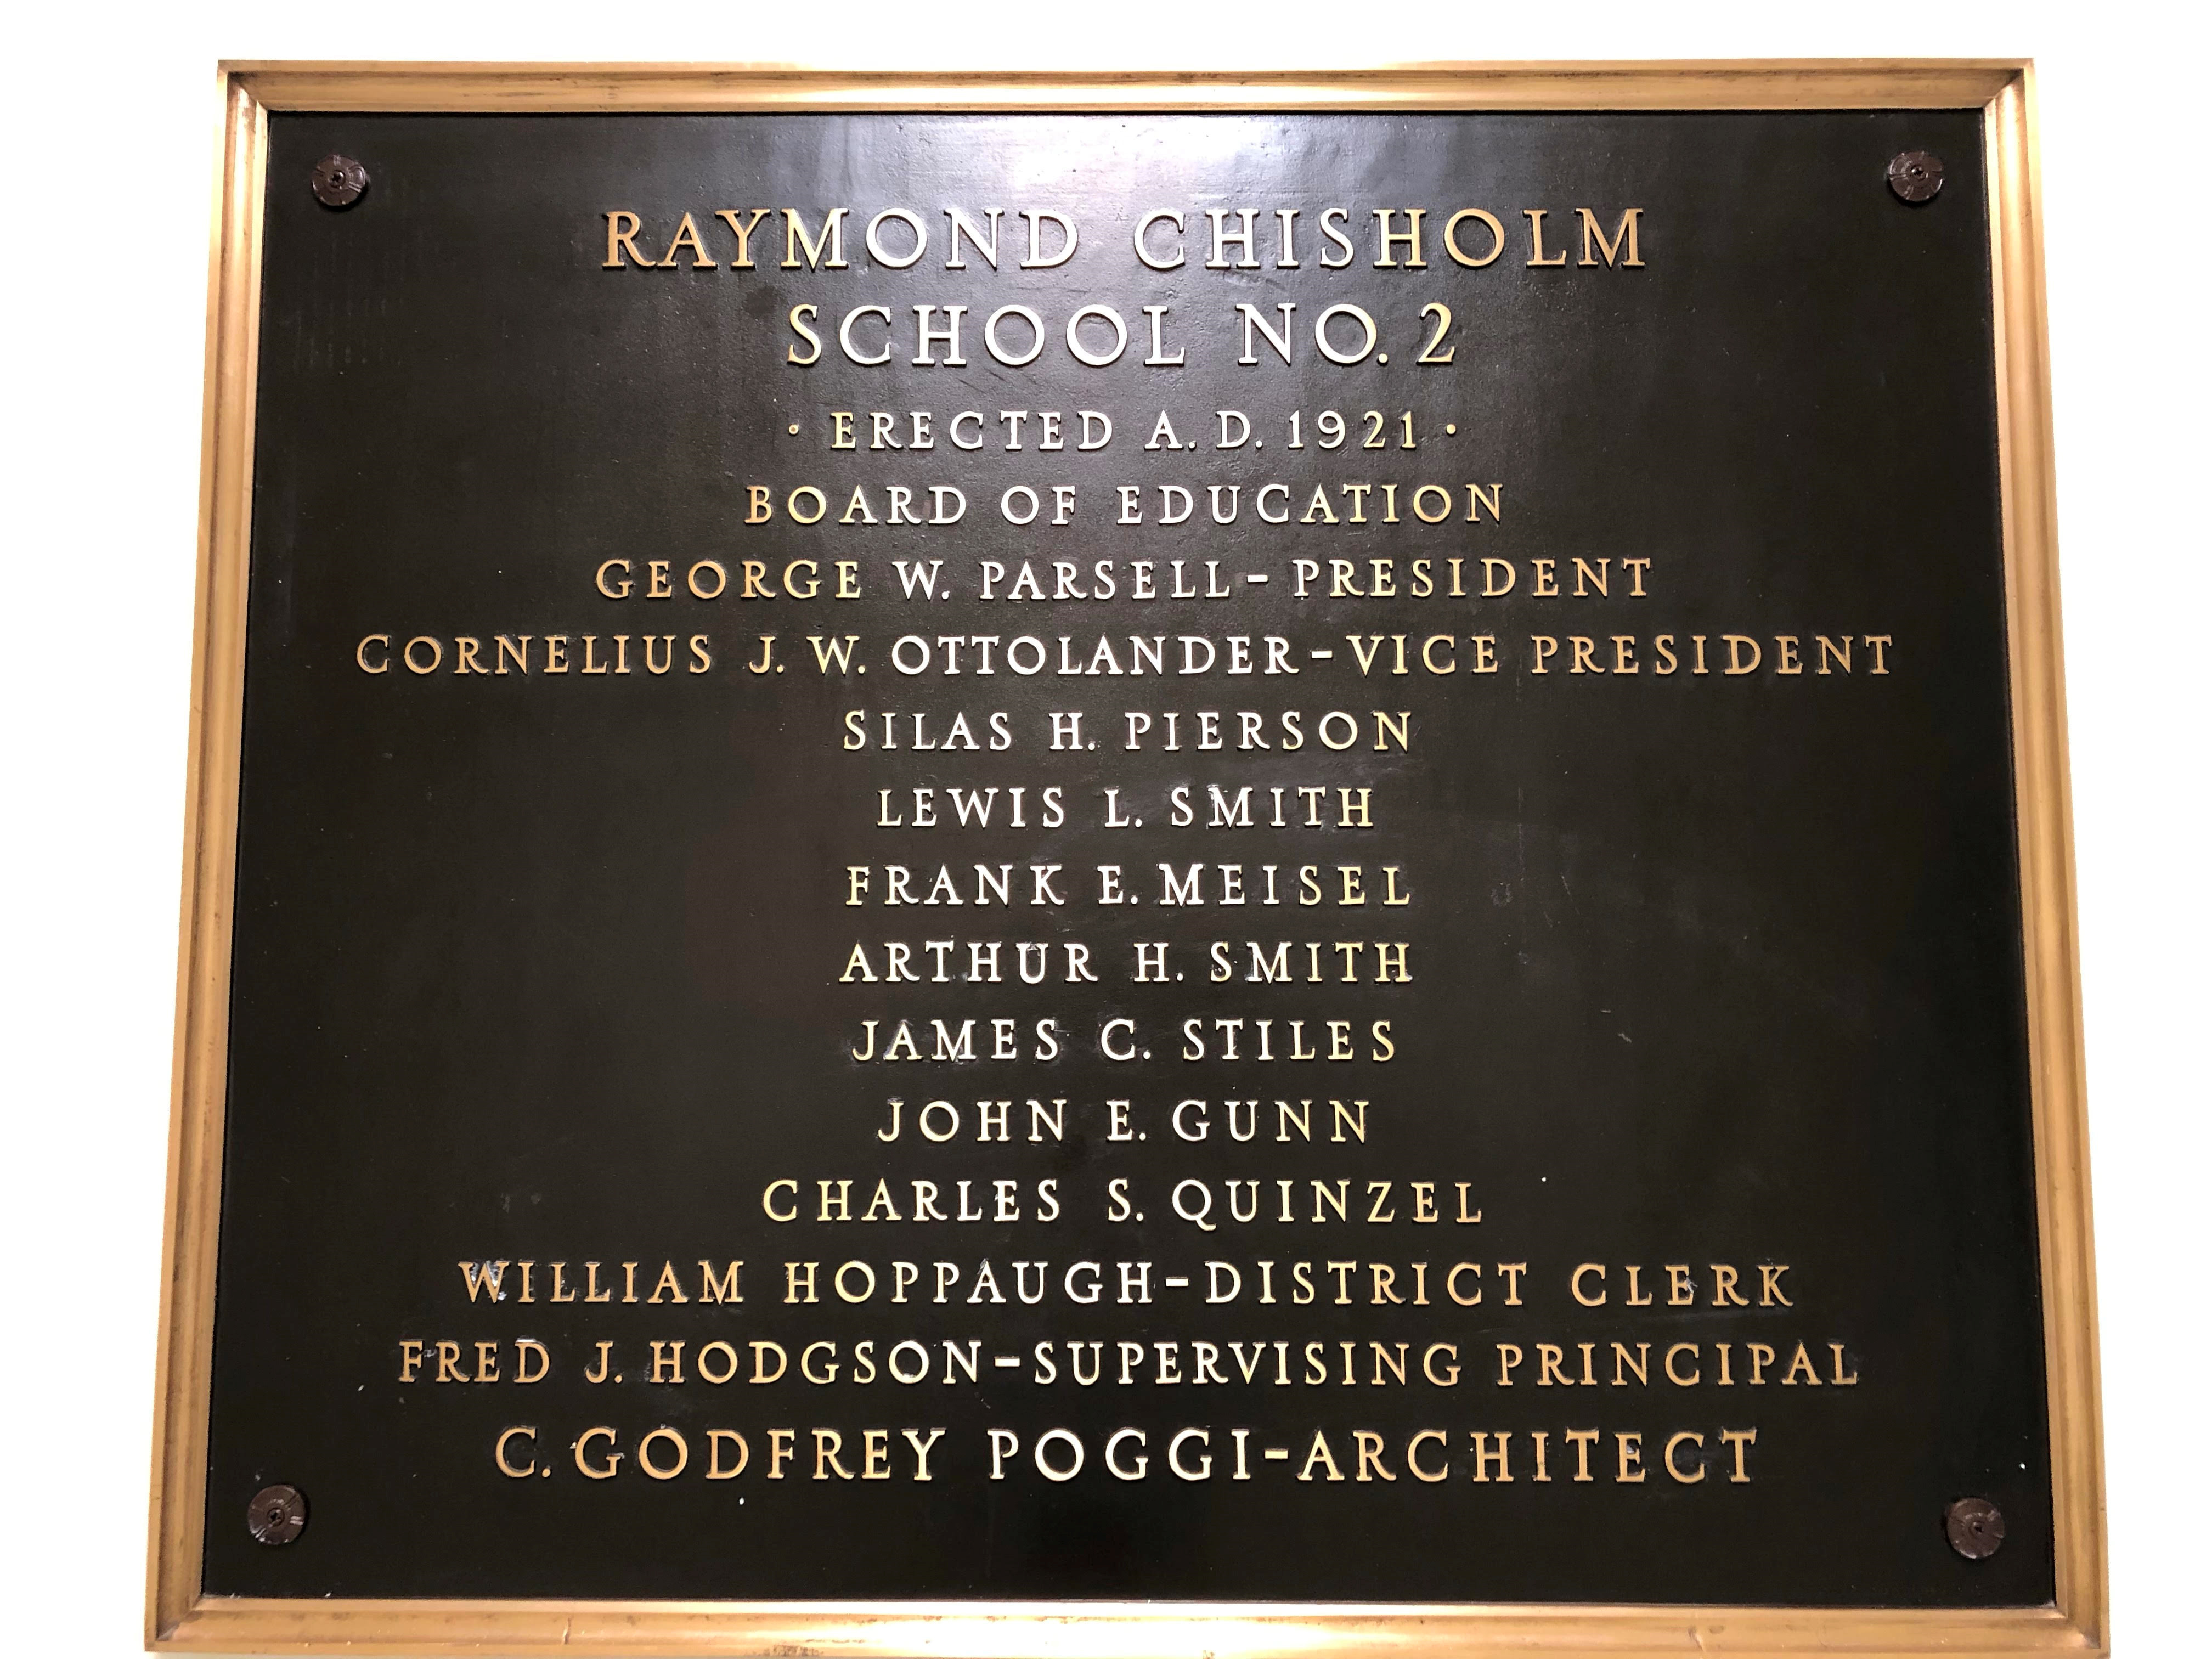 RAYMOND CHISHOLM
SCHOOL NO. 2
· ERECTED A. D. 1921 ·
BOARD OF EDUCATION
GEORGE W. PARSELL - PRESIDENT
CORNELIUS J. W. OTTOLANDER - VICE PRESIDENT
SILAS H. PIERSON
LEWIS L. SMITH
FRANK E. MEISEL
ARTHUR H. SMITH
JAMES C. STILES
JOHN E. GUNN
CHARLES S. QUINZEL
WILLIAM HOPPAUGH - DISTRICT CLERK
FRED J. HODGSON - SUPERVISING PRINCIPAL
C. GODFREY POGGI - ARCHITECT